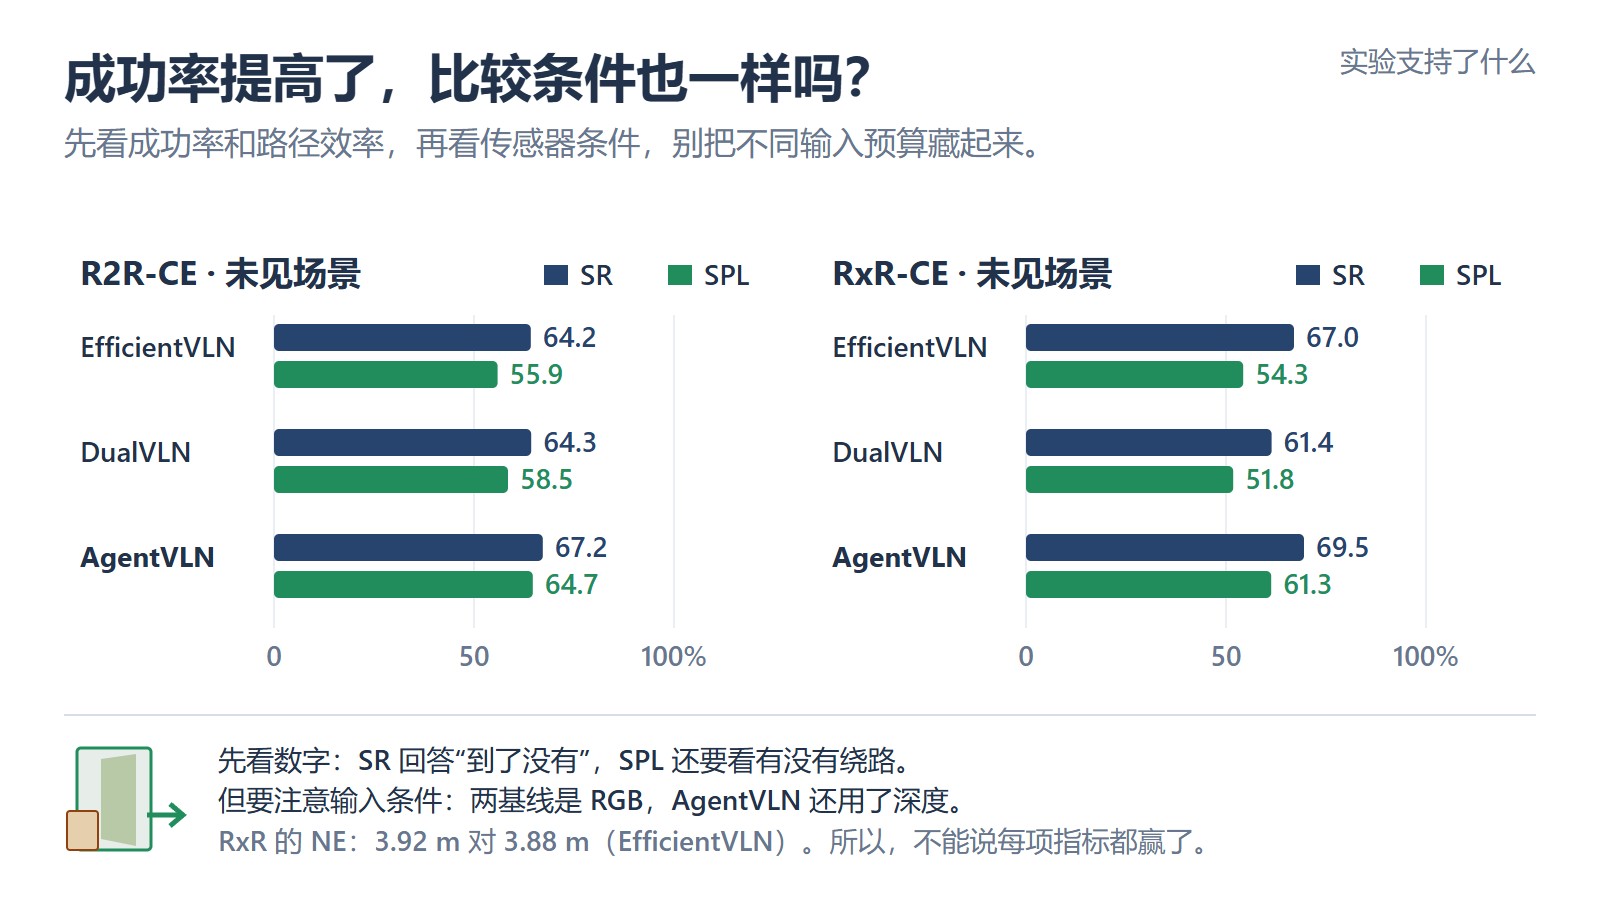 成功率提高了，比较条件也一样吗？
实验支持了什么
先看成功率和路径效率，再看传感器条件，别把不同输入预算藏起来。
R2R-CE · 未见场景
SR
SPL
EfficientVLN
64.2
55.9
DualVLN
64.3
58.5
AgentVLN
67.2
64.7
0
50
100%
RxR-CE · 未见场景
SR
SPL
EfficientVLN
67.0
54.3
DualVLN
61.4
51.8
AgentVLN
69.5
61.3
0
50
100%
先看数字：SR 回答“到了没有”，SPL 还要看有没有绕路。
但要注意输入条件：两基线是 RGB，AgentVLN 还用了深度。
RxR 的 NE：3.92 m 对 3.88 m（EfficientVLN）。所以，不能说每项指标都赢了。